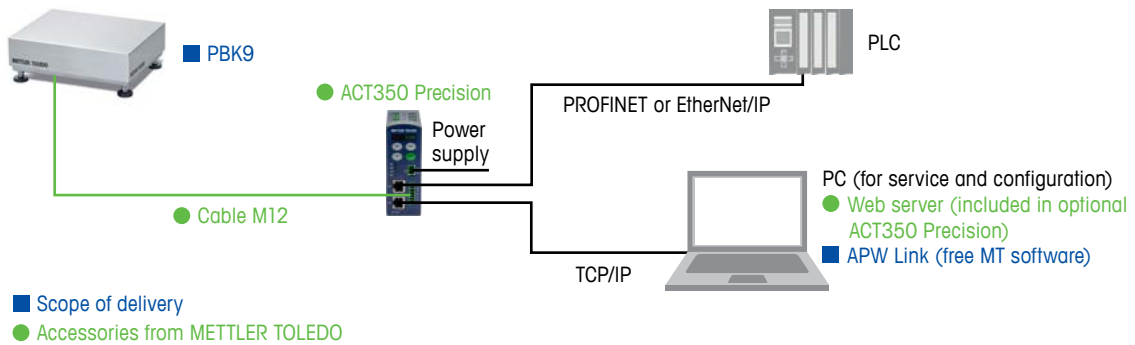 METTLER TOLEDO
PBK9
PLC
ACT350 Precision
PROFINET or EtherNet/IP
Power
supply
PC (for service and configuration)
Web server (included in optional
ACT350 Precision)
Cable M12
APW Link (free MT software)
TCP/IP
Scope of delivery
Accessories from METTLER TOLEDO